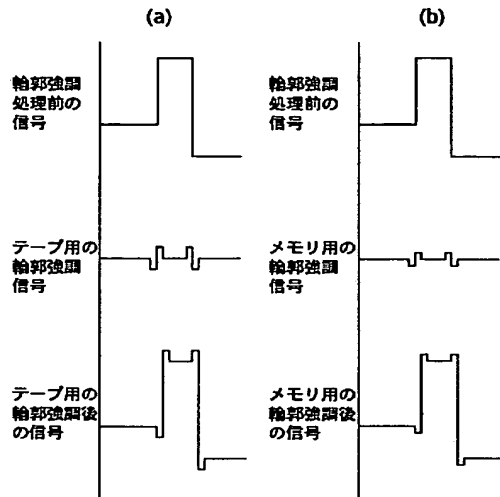 (a)
(b)
輪郭強調
処理前の
信号
輪郭強調
処理前の
信号
テープ用の
輪郭強調
信号
メモリ用の
輪郭強調
信号
テープ用の
輪郭強調後
の信号
メモリ用の
輪郭強調後
の信号